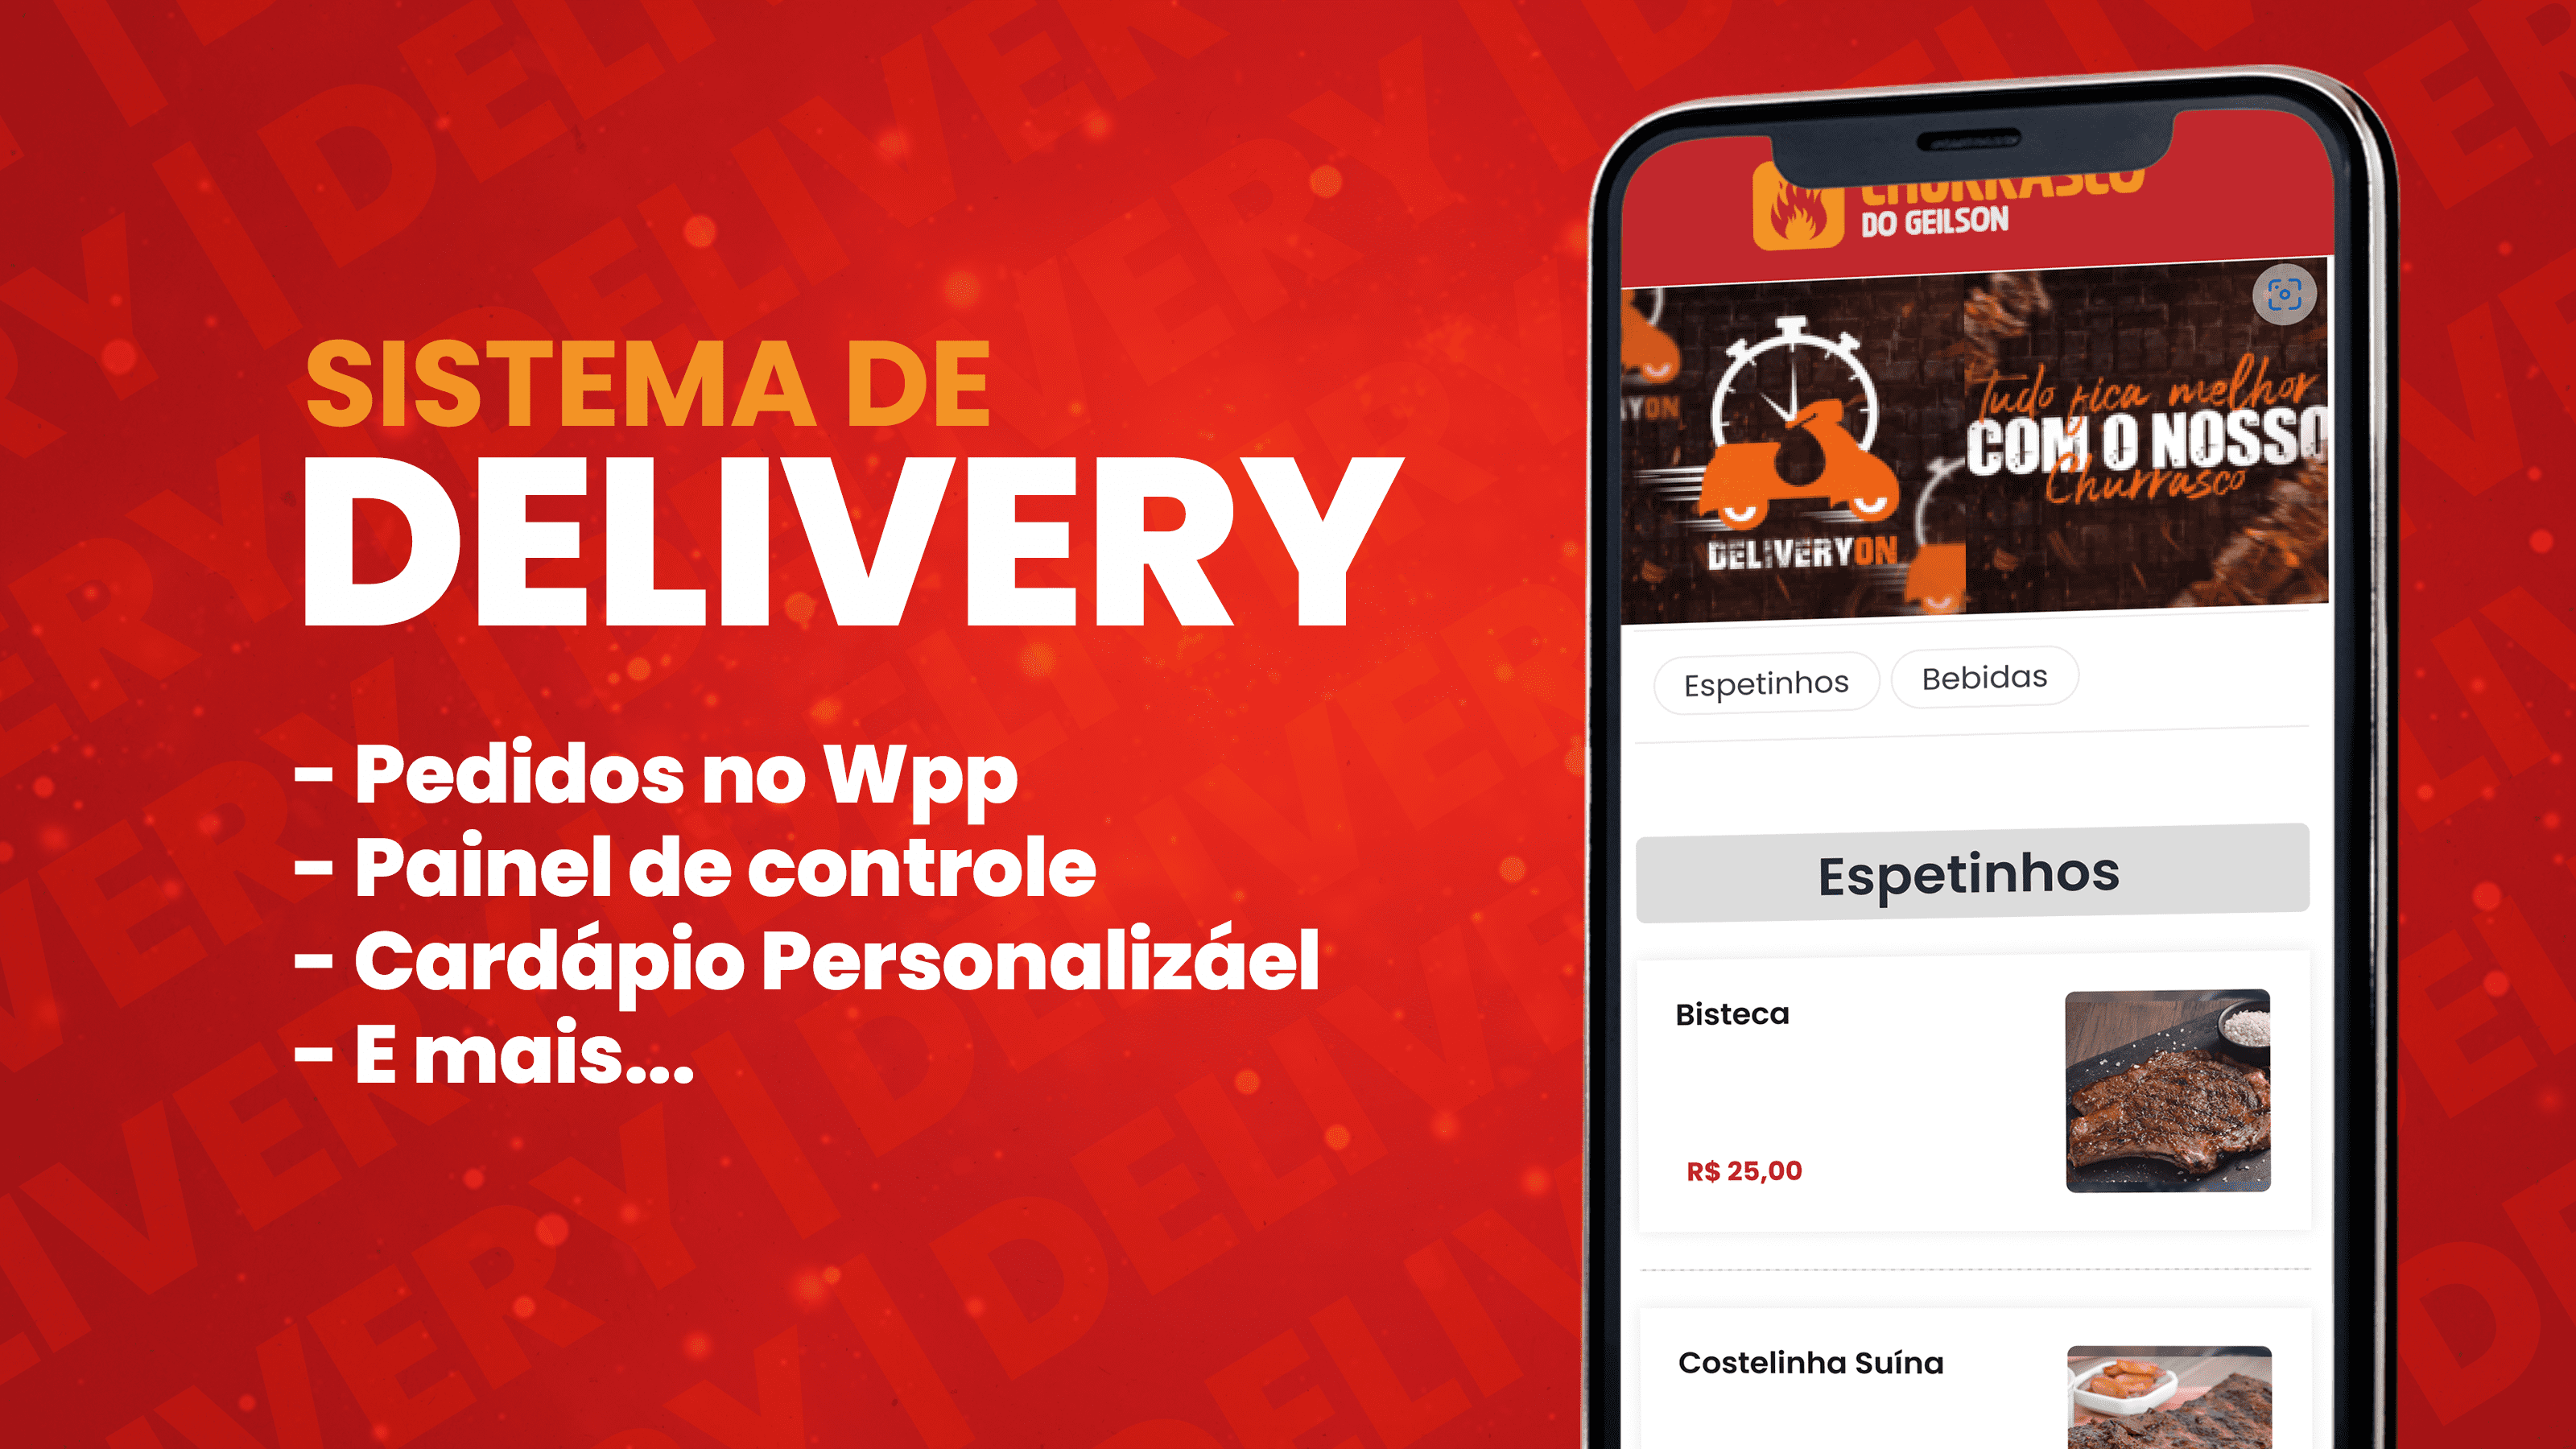 SISTEMA DE
DELIVERY
- Pedidos no Wpp
- Painel de controle
- Cardápio Personalizáel
- E mais...
CHURRASCO
DO GEILSON
DELIVERYON
Tudo fica melhor
COM O NOSSO
Churrasco
Espetinhos
Bebidas
Espetinhos
Bisteca
R$ 25,00
Costelinha Suína